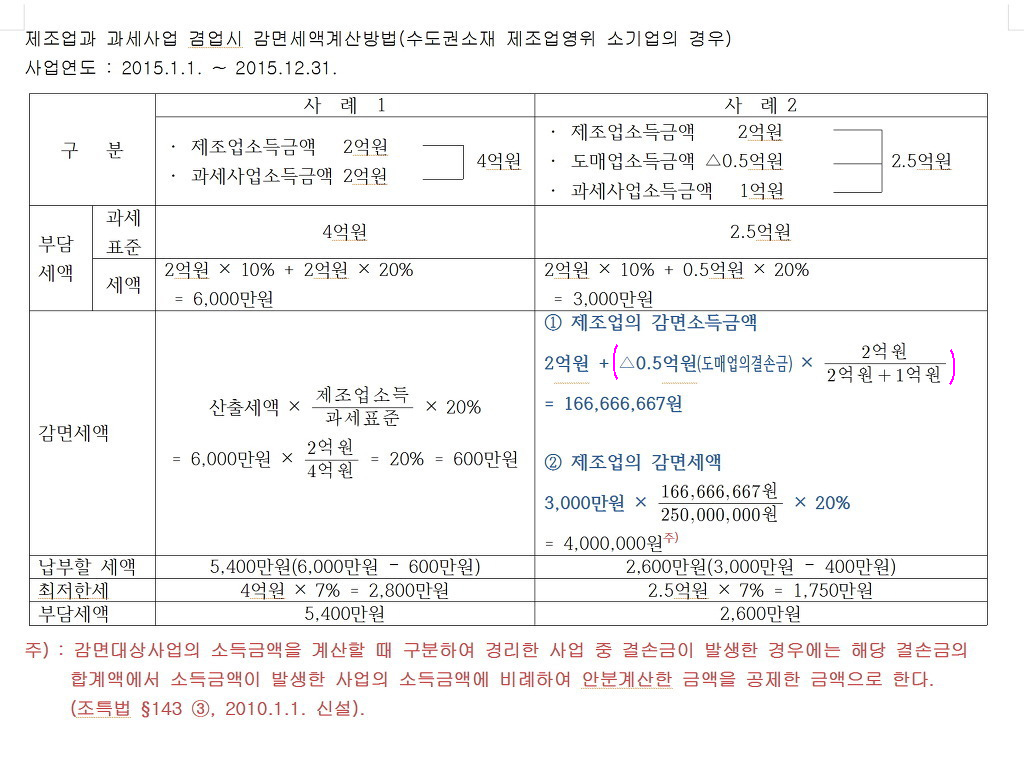 제조업과 과세사업 겸업시 감면세액계산방법(수도권소재 제조업영위 소기업의 경우)
사업연도 : 2015.1.1. ~ 2015.12.31.
구 분
사 례 1
사 례 2
· 제조업소득금액 2억원
· 과세사업소득금액 2억원
4억원
· 제조업소득금액 2억원
· 도매업소득금액 △0.5억원
· 과세사업소득금액 1억원
2.5억원
부담
세액
과세
표준
4억원
2.5억원
세액
2억원 × 10% + 2억원 × 20%
= 6,000만원
2억원 × 10% + 0.5억원 × 20%
= 3,000만원
감면세액
산출세액 × 제조업소득/과세표준 × 20%
= 6,000만원 × 2억원/4억원 = 20% = 600만원
① 제조업의 감면소득금액
2억원 + (△0.5억원(도매업의결손금) × 2억원/2억원+1억원)
= 166,666,667원
② 제조업의 감면세액
3,000만원 × 166,666,667원/250,000,000원 × 20%
= 4,000,000원주)
납부할 세액
5,400만원(6,000만원 - 600만원)
2,600만원(3,000만원 - 400만원)
최저한세
4억원 × 7% = 2,800만원
2.5억원 × 7% = 1,750만원
부담세액
5,400만원
2,600만원
주) : 감면대상사업의 소득금액을 계산할 때 구분하여 경리한 사업 중 결손금이 발생한 경우에는 해당 결손금의
합계액에서 소득금액이 발생한 사업의 소득금액에 비례하여 안분계산한 금액을 공제한 금액으로 한다.
(조특법 §143 ③, 2010.1.1. 신설).